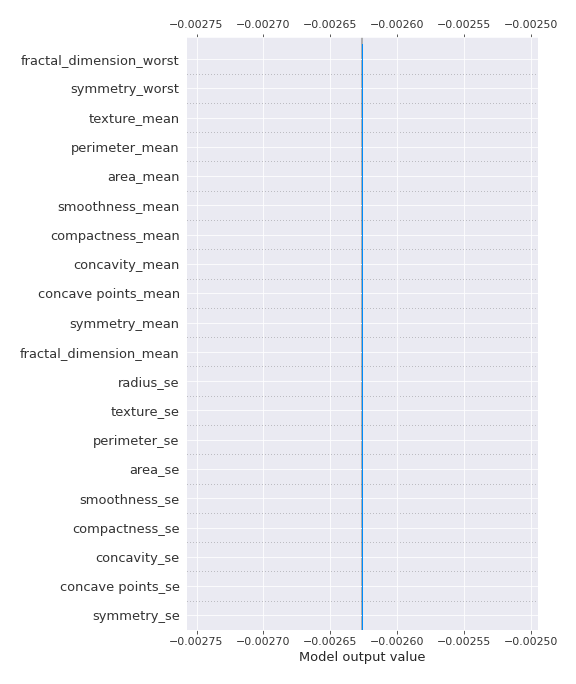 −0.00275 −0.00270 −0.00265 −0.00260 −0.00255 −0.00250
fractal_dimension_worst
symmetry_worst
texture_mean
perimeter_mean
area_mean
smoothness_mean
compactness_mean
concavity_mean
concave points_mean
symmetry_mean
fractal_dimension_mean
radius_se
texture_se
perimeter_se
area_se
smoothness_se
compactness_se
concavity_se
concave points_se
symmetry_se
−0.00275 −0.00270 −0.00265 −0.00260 −0.00255 −0.00250
Model output value